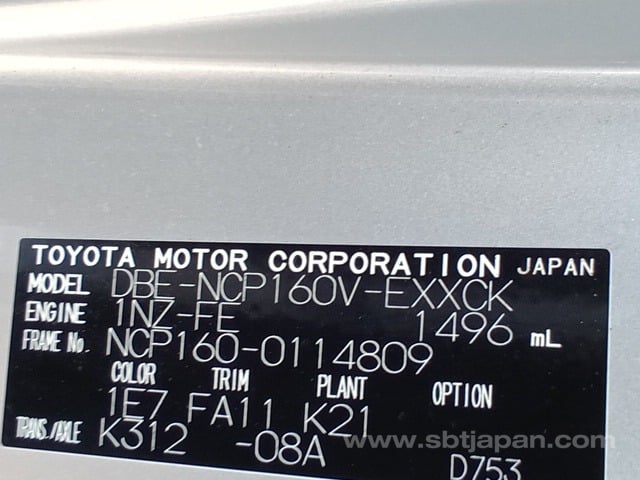 TOYOTA MOTOR CORPORATION JAPAN
MODEL DBE-NCP160V-EXXCK
ENGINE 1NZ-FE 1496 mL
FRAME No. NCP160-0114809
COLOR TRIM PLANT OPTION
1E7 FA11 K21
TRANS./AXLE K312 -08A
www.sbtjapan.com
D753